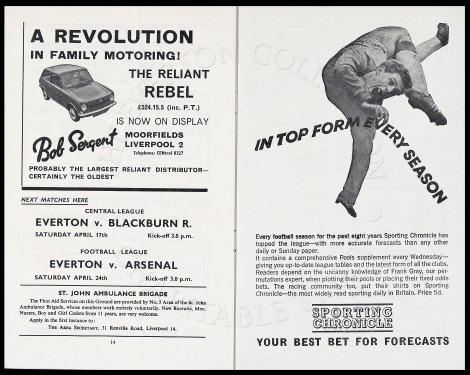 A REVOLUTION
IN FAMILY MOTORING!
THE RELIANT
REBEL
£524.15.5 (inc. P.T.)
IS NOW ON DISPLAY
Bob Sergent
MOORFIELDS
LIVERPOOL 2
Telephone: CENtral 8327
PROBABLY THE LARGEST RELIANT DISTRIBUTOR—
CERTAINLY THE OLDEST
NEXT MATCHES HERE
CENTRAL LEAGUE
EVERTON v. BLACKBURN R.
SATURDAY APRIL 17th Kick-off 3.0 p.m.
FOOTBALL LEAGUE
EVERTON v. ARSENAL
SATURDAY APRIL 24th Kick-off 3.0 p.m.
ST. JOHN AMBULANCE BRIGADE
The First Aid Services on this Ground are provided by No. 5 Area of the St. John
Ambulance Brigade, whose members work entirely voluntarily. New Recruits, Men,
Nurses, Boy and Girl Cadets from 11 years, are very welcome.
Apply in the first instance to:
THE AREA SECRETARY, 31 Renville Road, Liverpool 14.
14
IN TOP FORM EVERY SEASON
Every football season for the past eight years Sporting Chronicle has
topped the league—with more accurate forecasts than any other
daily or Sunday paper.
It contains a comprehensive Pools supplement every Wednesday—
giving you up-to-date league tables and the latest form of all the clubs.
Readers depend on the uncanny knowledge of Frank Gray, our per-
mutations expert, when plotting their pools or placing their fixed odds
bets. The racing community too, put their shirts on Sporting
Chronicle—the most widely read sporting daily in Britain. Price 5d.
SPORTING
CHRONICLE
YOUR BEST BET FOR FORECASTS